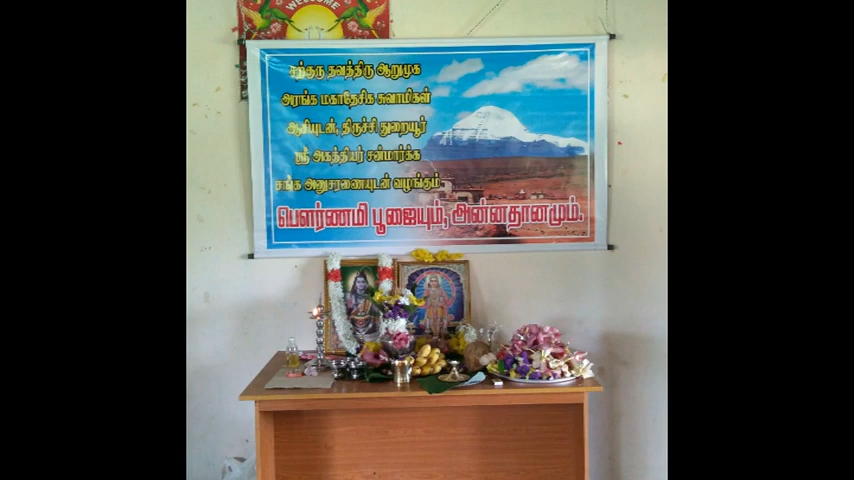 WELCOME
சற்குரு தவத்திரு ஆறுமுக
அரங்க மகாதேசிக சுவாமிகள்
ஆசியுடன், திருச்சி துறையூர்
ஸ்ரீ அகத்தியர் சன்மார்க்க
சங்க அனுசரணையுடன் வழங்கும்.
பௌர்ணமி பூஜையும், அன்னதானமும்.